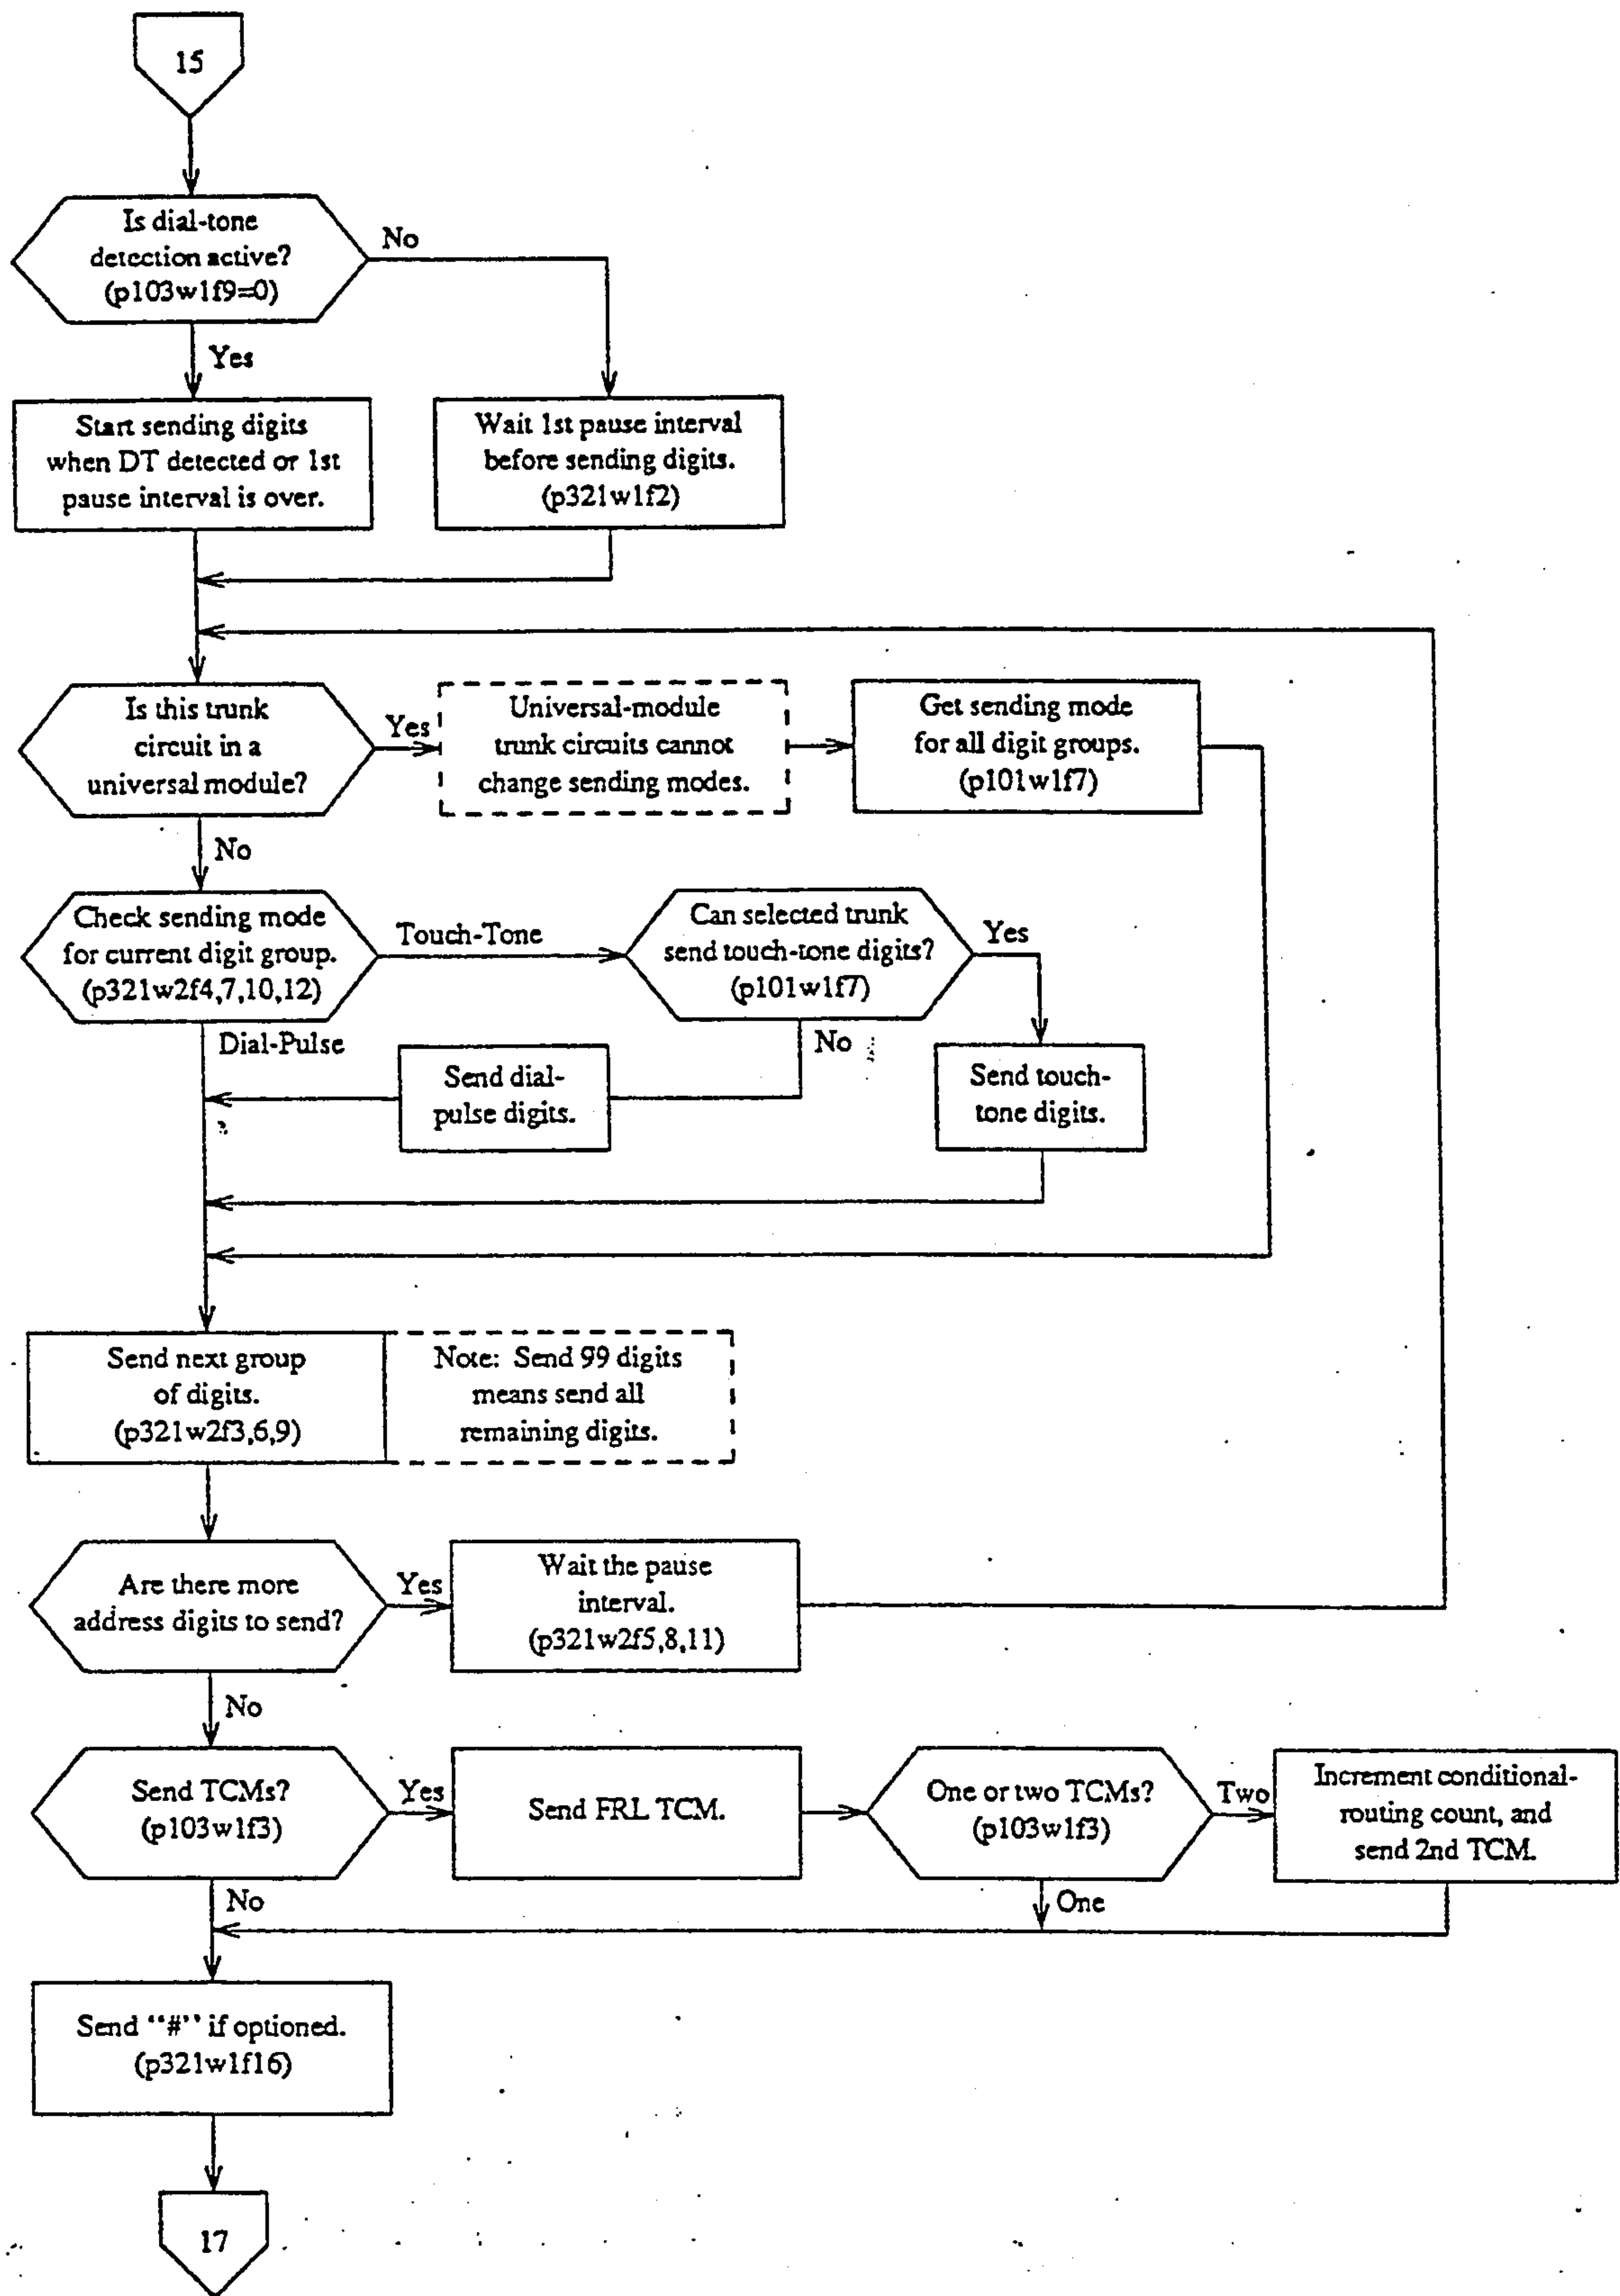 15
Is dial-tone
detection active?
(p103w1f9=0)
No
Yes
Start sending digits
when DT detected or 1st
pause interval is over.
Wait 1st pause interval
before sending digits.
(p321w1f2)
Is this trunk
circuit in a
universal module?
Yes
Universal-module
trunk circuits cannot
change sending modes.
Get sending mode
for all digit groups.
(p101w1f7)
No
Check sending mode
for current digit group.
(p321w2f4,7,10,12)
Touch-Tone
Can selected trunk
send touch-tone digits?
(p101w1f7)
Yes
Dial-Pulse
No
Send dial-
pulse digits.
Send touch-
tone digits.
Send next group
of digits.
(p321w2f3,6,9)
Note: Send 99 digits
means send all
remaining digits.
Are there more
address digits to send?
Yes
Wait the pause
interval.
(p321w2f5,8,11)
No
Send TCMs?
(p103w1f3)
Yes
Send FRL TCM.
One or two TCMs?
(p103w1f3)
Two
Increment conditional-
routing count, and
send 2nd TCM.
No
One
Send "#" if optioned.
(p321w1f16)
17